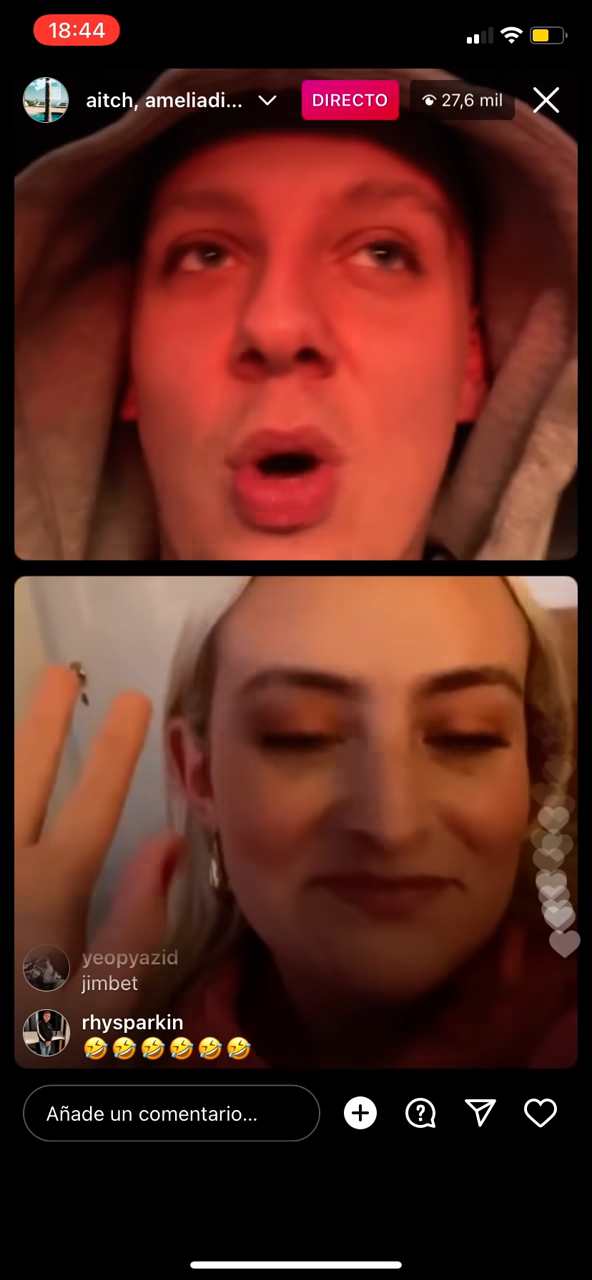 18:44
aitch, ameliadi...
DIRECTO
27,6 mil
yeopyazid
jimbet
rhysparkin
🤣🤣🤣🤣🤣🤣
Añade un comentario...